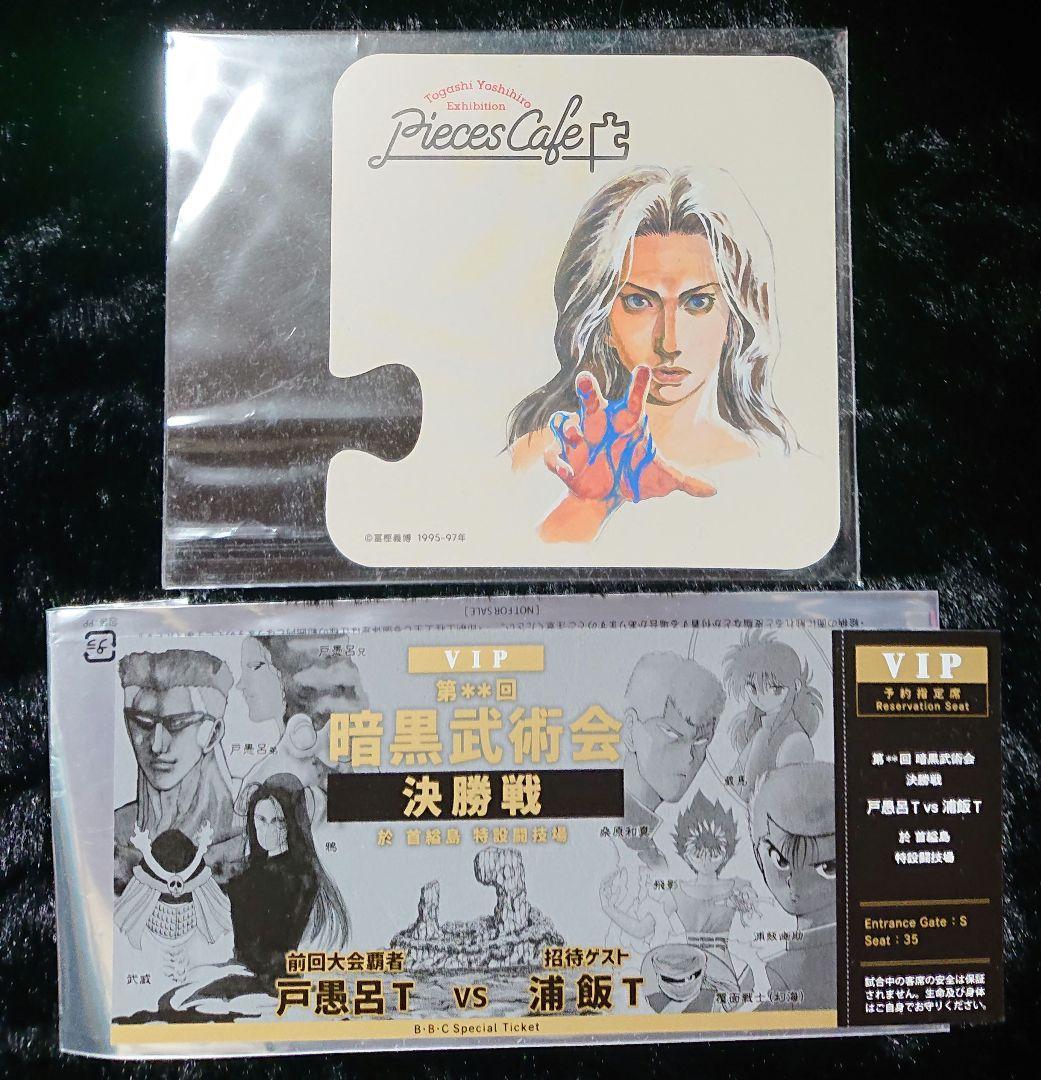 Togashi Yoshihiro
Exhibition
Pieces Café
©冨樫義博 1995-97年
[NOT FOR SALE]
包装:PP
プラ
VIP
第**回
暗黒武術会
決勝戦
於 首縊島 特設闘技場
戸愚呂兄
戸愚呂弟
鴉
武威
蔵馬
桑原和真
飛影
浦飯幽助
覆面戦士(幻海)
前回大会覇者
戸愚呂T
vs
招待ゲスト
浦飯T
B・B・C Special Ticket
VIP
予約指定席
Reservation Seat
第**回 暗黒武術会
決勝戦
戸愚呂T vs 浦飯T
於 首縊島
特設闘技場
Entrance Gate:S
Seat:35
試合中の客席の安全は保証
されません。生命及び身体
はご自身でお守りください。